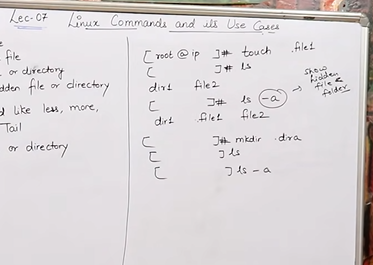 Lec-07 Linux Commands and its Use Cases
file
or directory
dden file or directory
d like less, more,
Tail
or directory
[root @ ip ]# touch .file1
[ ]# ls
dir1 file2
[ ]# ls -a → show hidden file & folder
dir1 .file1 file2
[ ]# mkdir .dira
[ ] ls
[ ] ls -a